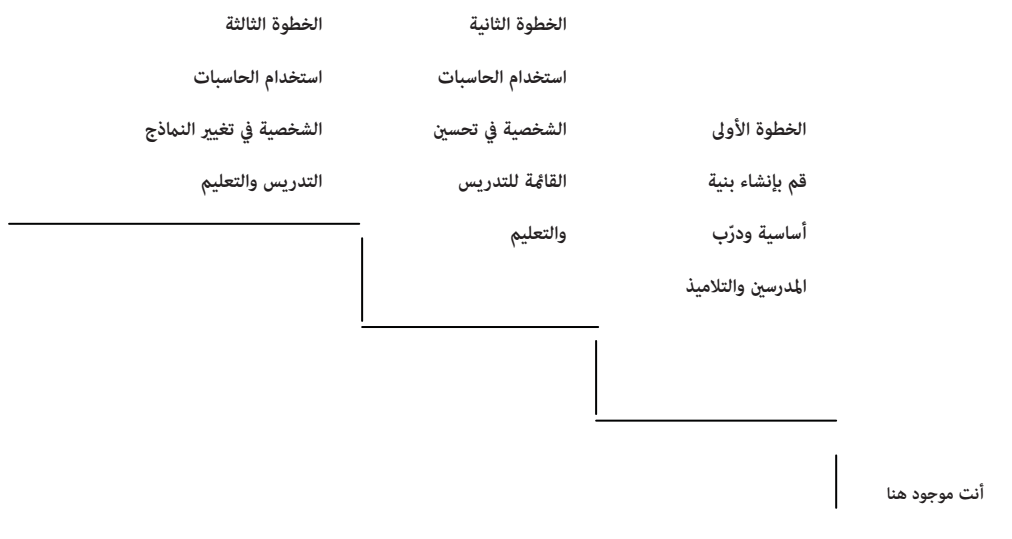 الخطوة الأولى
قم بإنشاء بنية
أساسية ودرّب
المدرسين والتلاميذ
الخطوة الثانية
استخدام الحاسبات
الشخصية في تحسين
القائمة للتدريس
والتعليم
الخطوة الثالثة
استخدام الحاسبات
الشخصية في تغيير النماذج
التدريس والتعليم
أنت موجود هنا